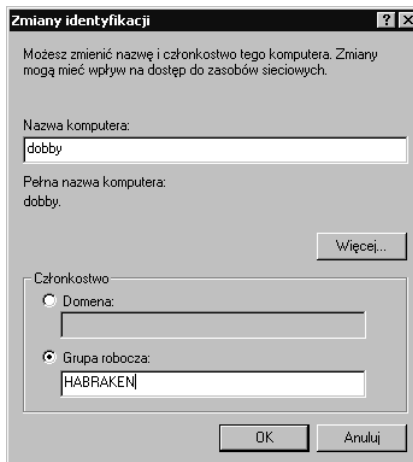 Zmiany identyfikacji
Możesz zmienić nazwę i członkostwo tego komputera. Zmiany
mogą mieć wpływ na dostęp do zasobów sieciowych.
Nazwa komputera:
dobby
Pełna nazwa komputera:
dobby.
Więcej...
Członkostwo
Domena:
Grupa robocza:
HABRAKEN
OK Anuluj